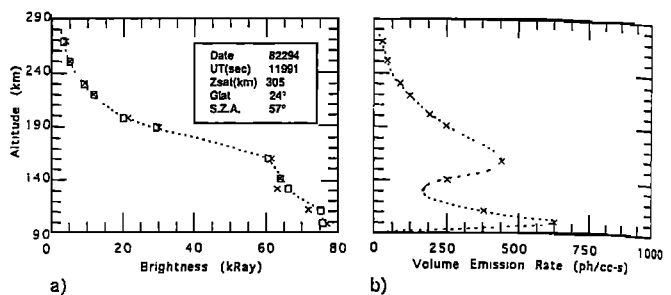 290
240
190
140
90
Altitude (km)
Date 82294
UT(sec) 11991
Zsat(km) 305
Glat 24°
S.Z.A. 57°
0 20 40 60 80
Brightness (kRay)
a)
0 250 500 750 1000
Volume Emission Rate (ph/cc-s)
b)